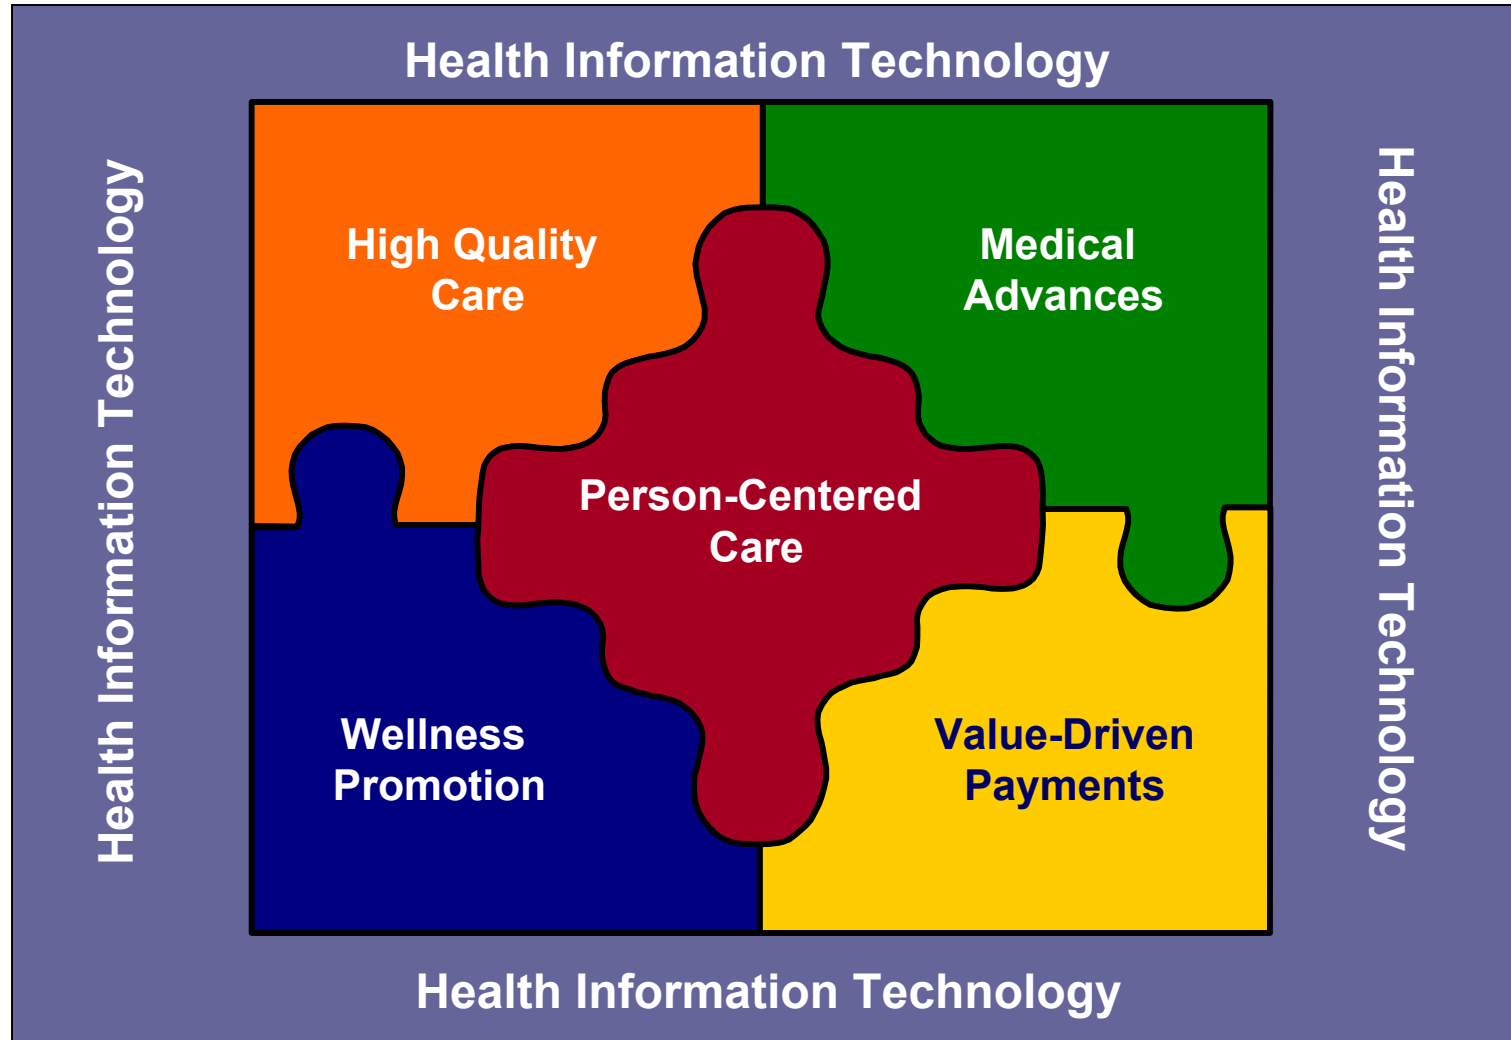 Health Information Technology
Health Information Technology
High Quality
Care
Medical
Advances
Health Information Technology
Person-Centered
Care
Wellness
Promotion
Value-Driven
Payments
Health Information Technology